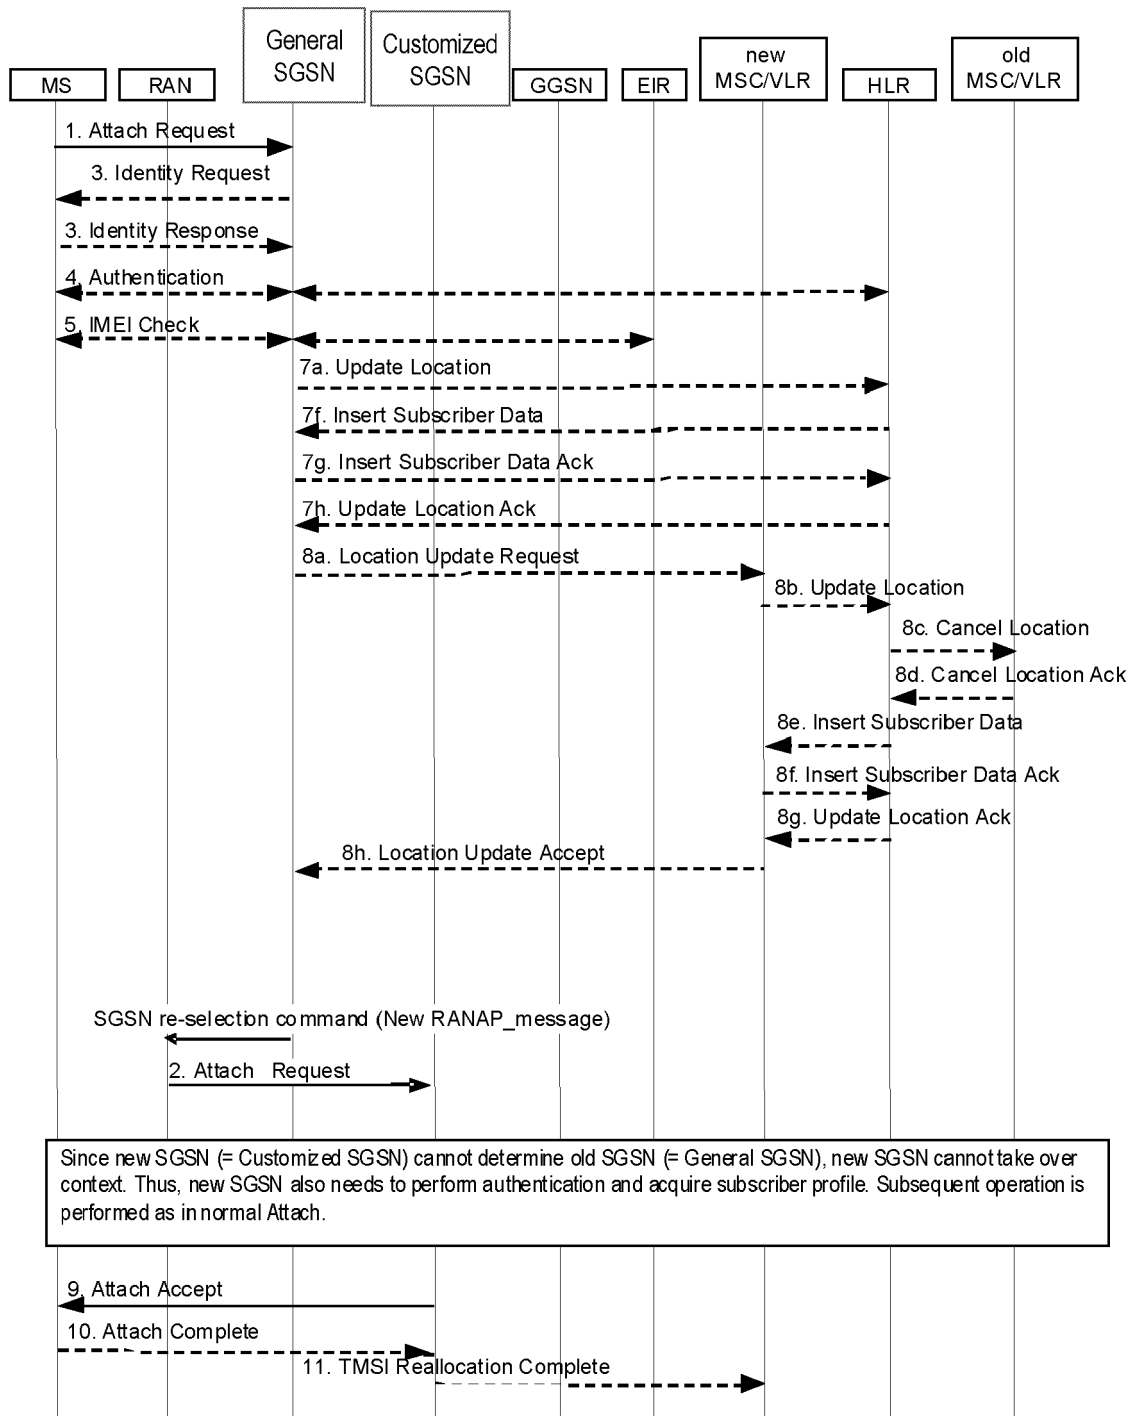 General
SGSN
Customized
SGSN
new
MSC/VLR
old
MSC/VLR
MS
RAN
GGSN
EIR
HLR
1. Attach Request
3. Identity Request
3. Identity Response
4. Authentication
5. IMEI Check
7a. Update Location
7f. Insert Subscriber Data
7g. Insert Subscriber Data Ack
7h. Update Location Ack
8a. Location Update Request
8b. Update Location
8c. Cancel Location
8d. Cancel Location Ack
8e. Insert Subscriber Data
8f. Insert Subscriber Data Ack
8g. Update Location Ack
8h. Location Update Accept
SGSN re-selection command (New RANAP_message)
2. Attach Request
Since new SGSN (= Customized SGSN) cannot determine old SGSN (= General SGSN), new SGSN cannot take over
context. Thus, new SGSN also needs to perform authentication and acquire subscriber profile. Subsequent operation is
performed as in normal Attach.
9. Attach Accept
10. Attach Complete
11. TMSI Reallocation Complete